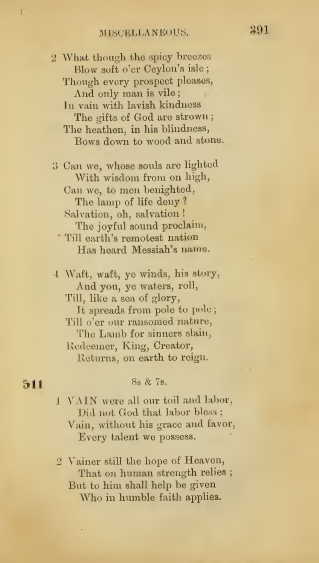 MISCELLANEOUS. 391
2 What though the spicy breezes
Blow soft o'er Ceylon's isle;
Though every prospect pleases,
And only man is vile;
In vain with lavish kindness
The gifts of God are strown;
The heathen, in his blindness,
Bows down to wood and stone.
3 Can we, whose souls are lighted
With wisdom from on high,
Can we, to men benighted,
The lamp of life deny?
Salvation, oh, salvation!
The joyful sound proclaim,
Till earth's remotest nation
Has heard Messiah's name.
4 Waft, waft, ye winds, his story,
And you, ye waters, roll,
Till, like a sea of glory,
It spreads from pole to pole;
Till o'er our ransomed nature,
The Lamb for sinners slain,
Redeemer, King, Creator,
Returns, on earth to reign.
511 8s & 7s.
1 VAIN were all our toil and labor,
Did not God that labor bless;
Vain, without his grace and favor,
Every talent we possess.
2 Vainer still the hope of Heaven,
That on human strength relies;
But to him shall help be given
Who in humble faith applies.